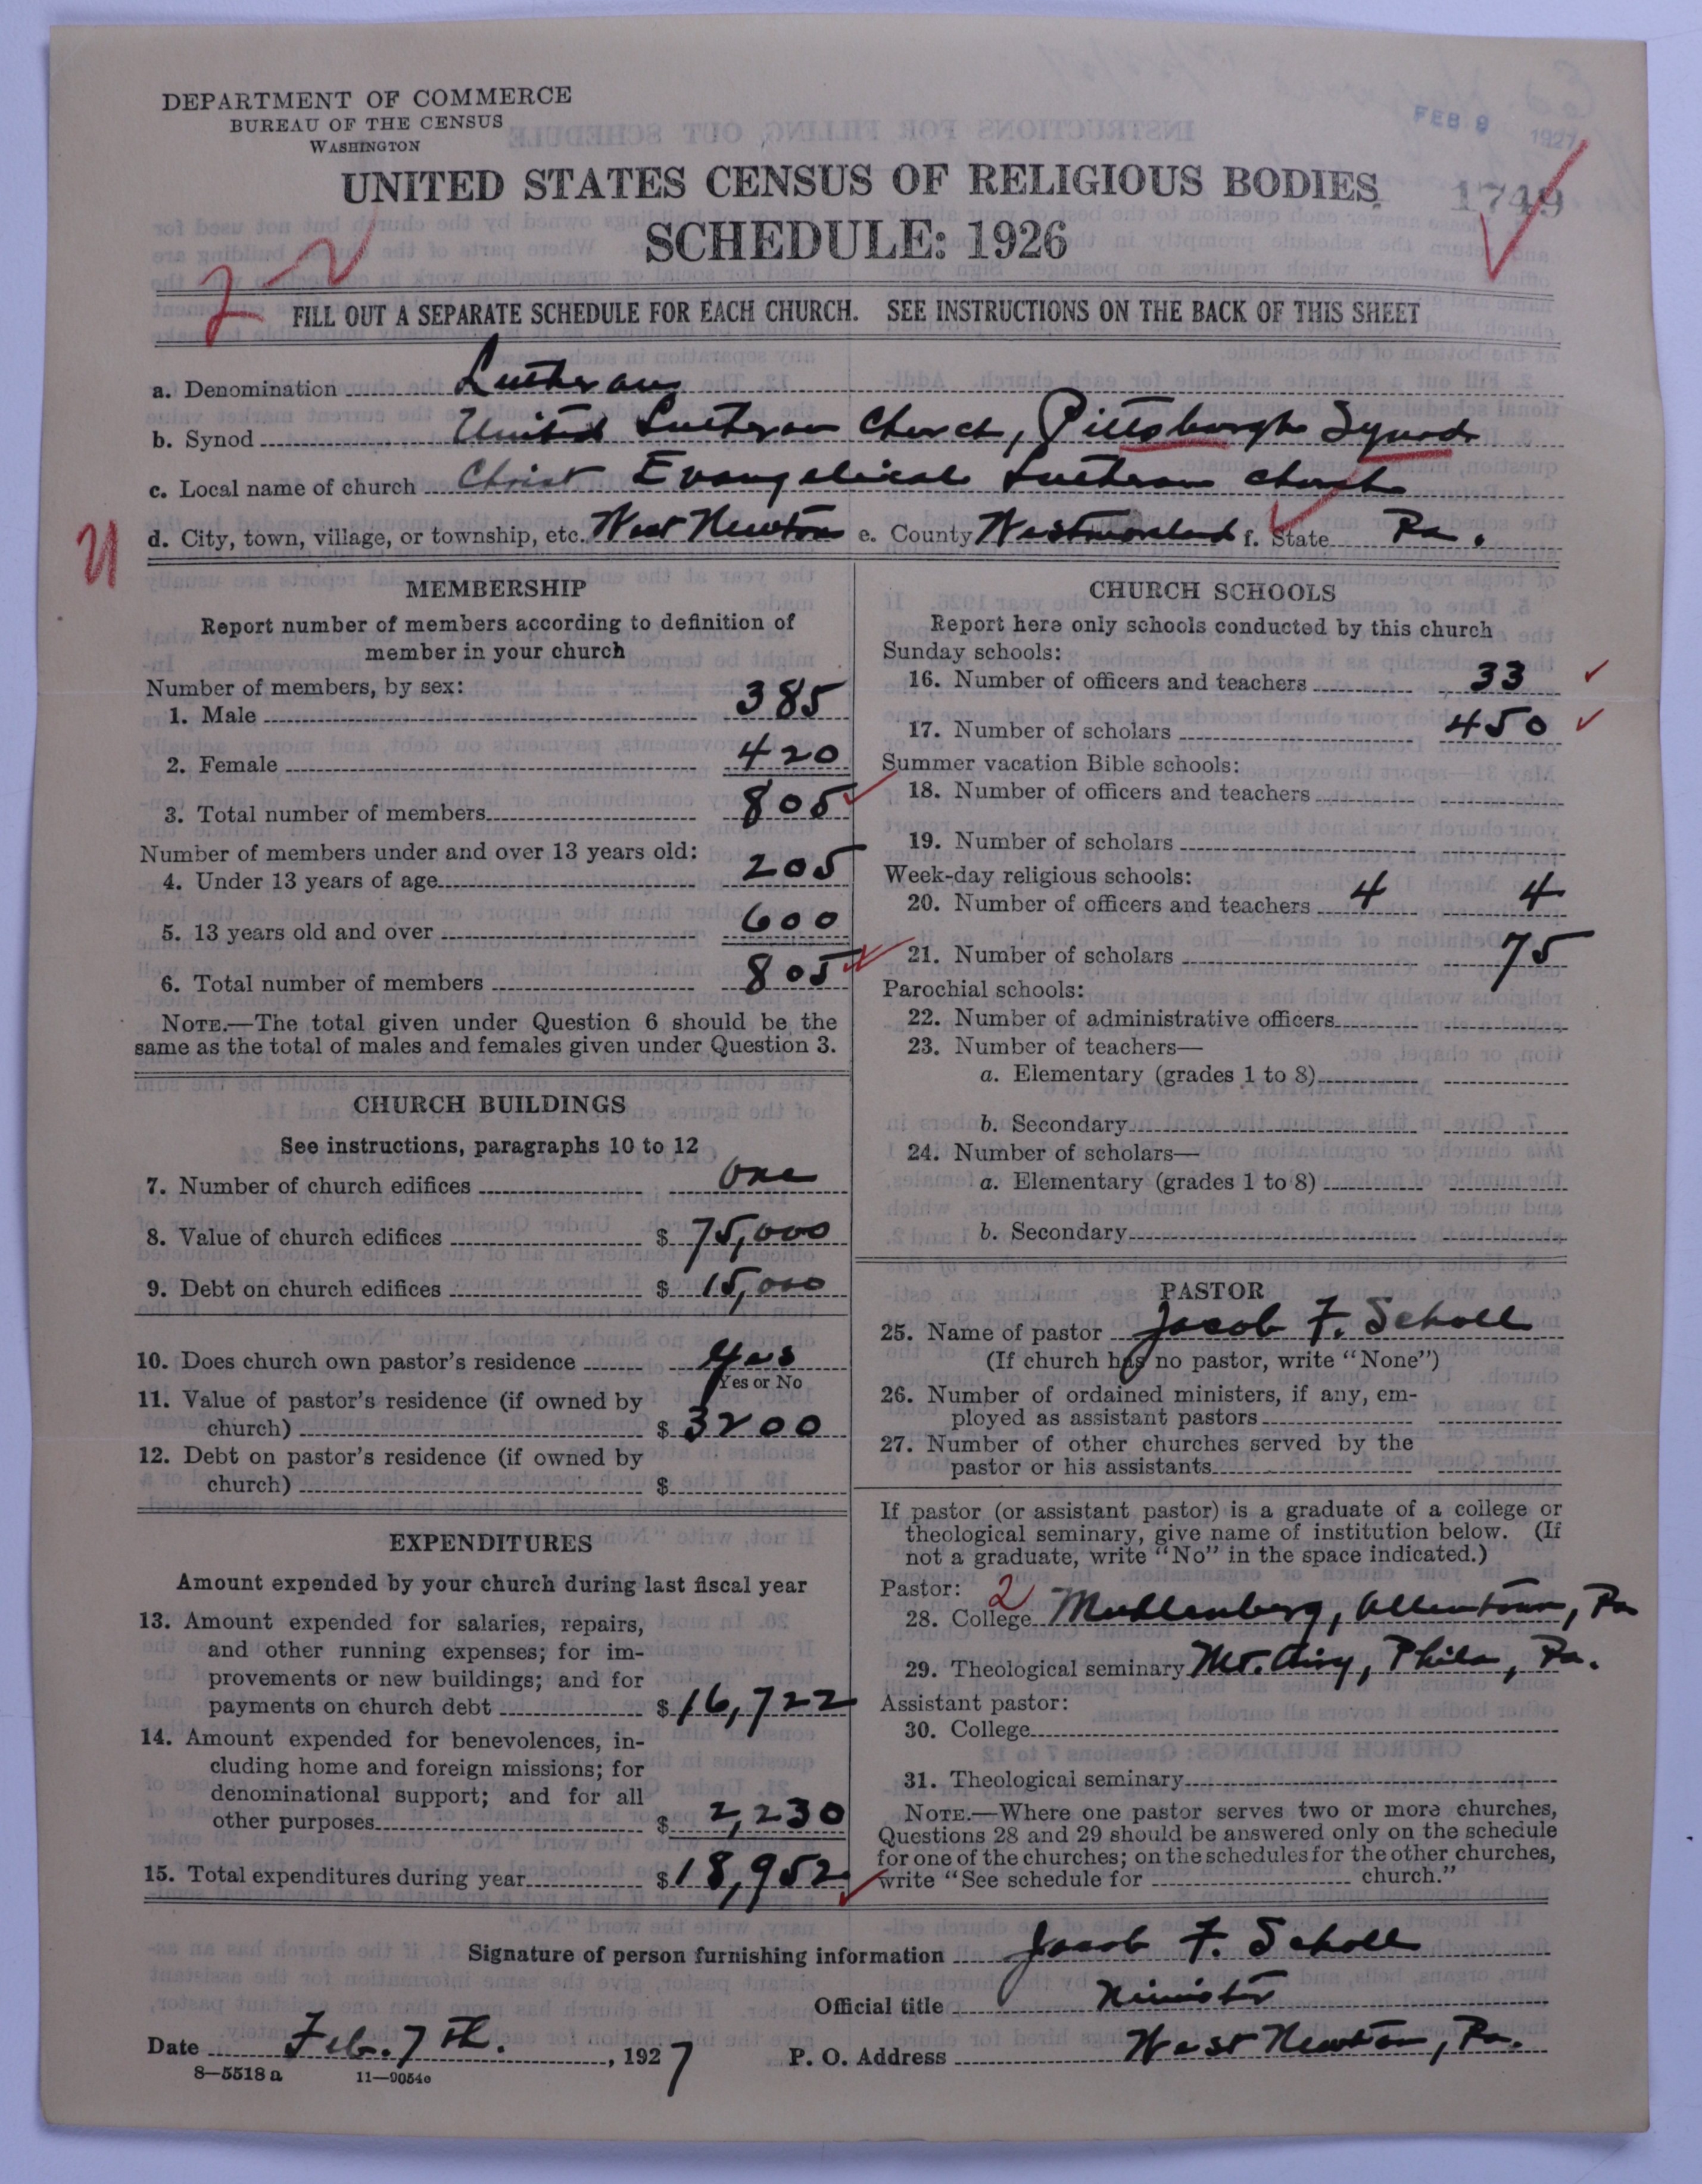 DEPARTMENT OF COMMERCE
BUREAU OF THE CENSUS
WASHINGTON
FEB 9 1927
UNITED STATES CENSUS OF RELIGIOUS BODIES
1749
SCHEDULE: 1926
FILL OUT A SEPARATE SCHEDULE FOR EACH CHURCH. SEE INSTRUCTIONS ON THE BACK OF THIS SHEET
a. Denomination Lutheran
b. Synod United Lutheran Church, Pittsburgh Synod
c. Local name of church Christ Evangelical Lutheran Church
d. City, town, village, or township, etc. West Newton e. County Westmoreland f. State Pa.
MEMBERSHIP
Report number of members according to definition of
member in your church
Number of members, by sex:
1. Male 385
2. Female 420
3. Total number of members 805
Number of members under and over 13 years old:
4. Under 13 years of age 205
5. 13 years old and over 600
6. Total number of members 805
NOTE.—The total given under Question 6 should be the
same as the total of males and females given under Question 3.
CHURCH BUILDINGS
See instructions, paragraphs 10 to 12
7. Number of church edifices One
8. Value of church edifices $ 75,000
9. Debt on church edifices $ 15,000
10. Does church own pastor's residence Yes
Yes or No
11. Value of pastor's residence (if owned by
church) $ 3200
12. Debt on pastor's residence (if owned by
church) $
EXPENDITURES
Amount expended by your church during last fiscal year
13. Amount expended for salaries, repairs,
and other running expenses; for im-
provements or new buildings; and for
payments on church debt $ 16,722
14. Amount expended for benevolences, in-
cluding home and foreign missions; for
denominational support; and for all
other purposes $ 2,230
15. Total expenditures during year $ 18,952
CHURCH SCHOOLS
Report here only schools conducted by this church
Sunday schools:
16. Number of officers and teachers 33
17. Number of scholars 450
Summer vacation Bible schools:
18. Number of officers and teachers
19. Number of scholars
Week-day religious schools:
20. Number of officers and teachers 4 4
21. Number of scholars 75
Parochial schools:
22. Number of administrative officers
23. Number of teachers—
a. Elementary (grades 1 to 8)
b. Secondary
24. Number of scholars—
a. Elementary (grades 1 to 8)
b. Secondary
PASTOR
25. Name of pastor Jacob F. Scholl
(If church has no pastor, write "None")
26. Number of ordained ministers, if any, em-
ployed as assistant pastors
27. Number of other churches served by the
pastor or his assistants
If pastor (or assistant pastor) is a graduate of a college or
theological seminary, give name of institution below. (If
not a graduate, write "No" in the space indicated.)
Pastor: 2
28. College Muhlenberg, Allentown, Pa
29. Theological seminary Mt. Airy, Phila, Pa.
Assistant pastor:
30. College
31. Theological seminary
NOTE.—Where one pastor serves two or more churches,
Questions 28 and 29 should be answered only on the schedule
for one of the churches; on the schedules for the other churches,
write "See schedule for church."
Signature of person furnishing information Jacob F. Scholl
Official title Minister
Date Feb. 7th. , 1927 P. O. Address West Newton, Pa.
8—5518 a 11—9054o